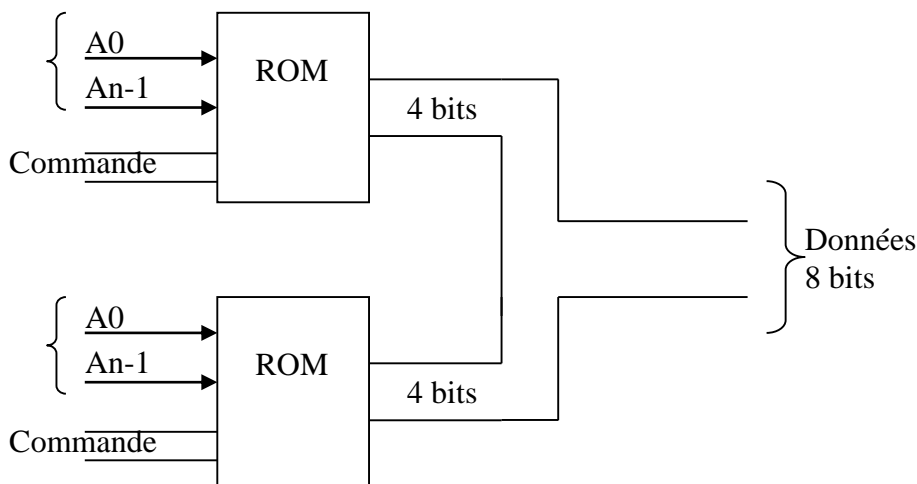 A0
An-1
ROM
4 bits
Commande
Données
8 bits
A0
An-1
ROM
4 bits
Commande